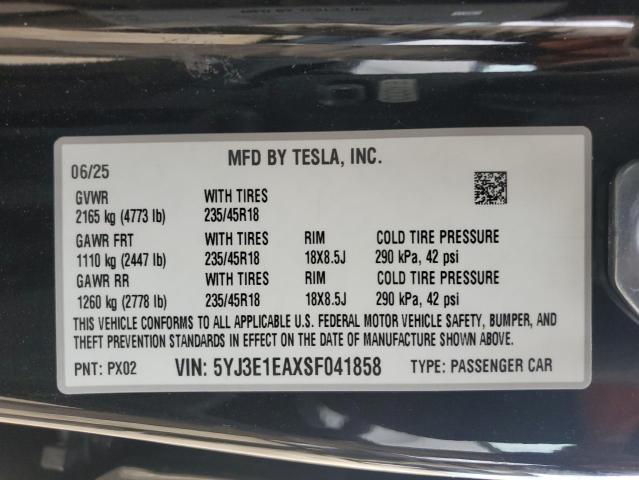 MFD BY TESLA, INC.
06/25
GVWR WITH TIRES
2165 kg (4773 lb) 235/45R18
GAWR FRT WITH TIRES RIM COLD TIRE PRESSURE
1110 kg (2447 lb) 235/45R18 18X8.5J 290 kPa, 42 psi
GAWR RR WITH TIRES RIM COLD TIRE PRESSURE
1260 kg (2778 lb) 235/45R18 18X8.5J 290 kPa, 42 psi
THIS VEHICLE CONFORMS TO ALL APPLICABLE U.S. FEDERAL MOTOR VEHICLE SAFETY, BUMPER, AND
THEFT PREVENTION STANDARDS IN EFFECT ON THE DATE OF MANUFACTURE SHOWN ABOVE.
PNT: PX02 VIN: 5YJ3E1EAXSF041858 TYPE: PASSENGER CAR